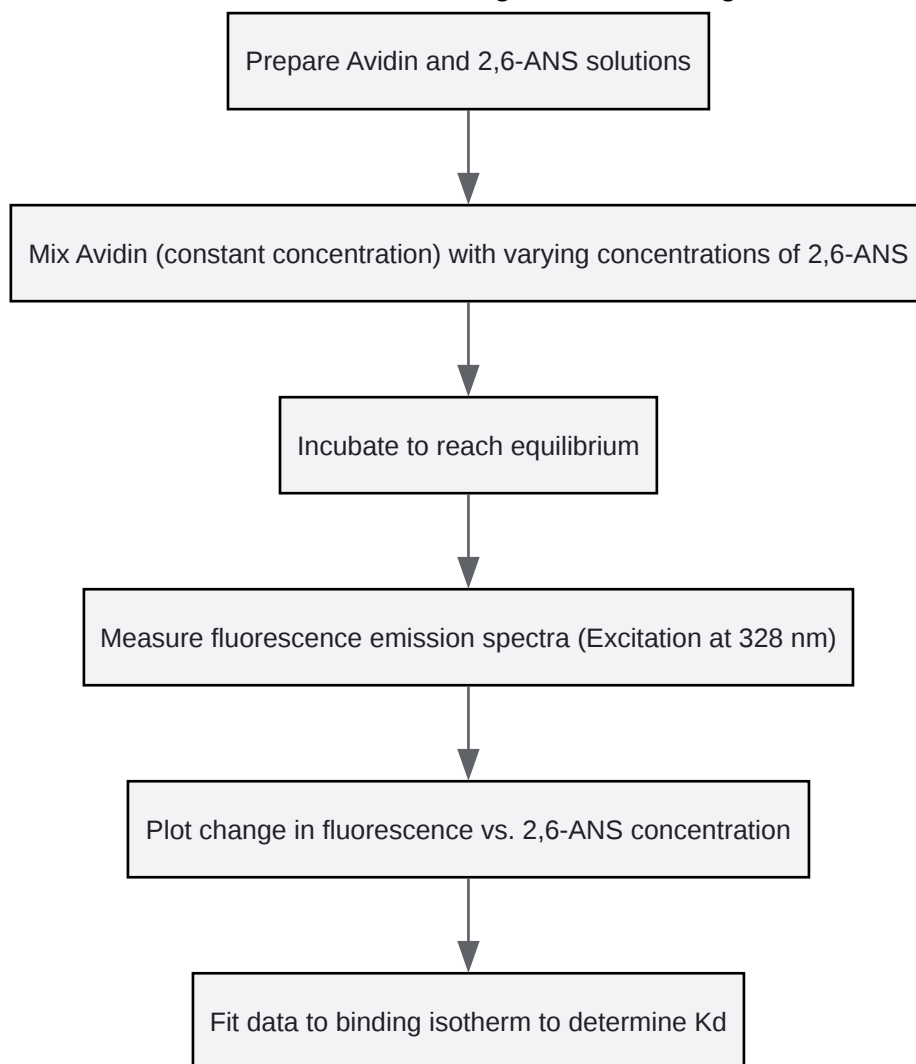 Prepare Avidin and 2,6-ANS solutions
Mix Avidin (constant concentration) with varying concentrations of 2,6-ANS
Incubate to reach equilibrium
Measure fluorescence emission spectra (Excitation at 328 nm)
Plot change in fluorescence vs. 2,6-ANS concentration
Fit data to binding isotherm to determine Kd